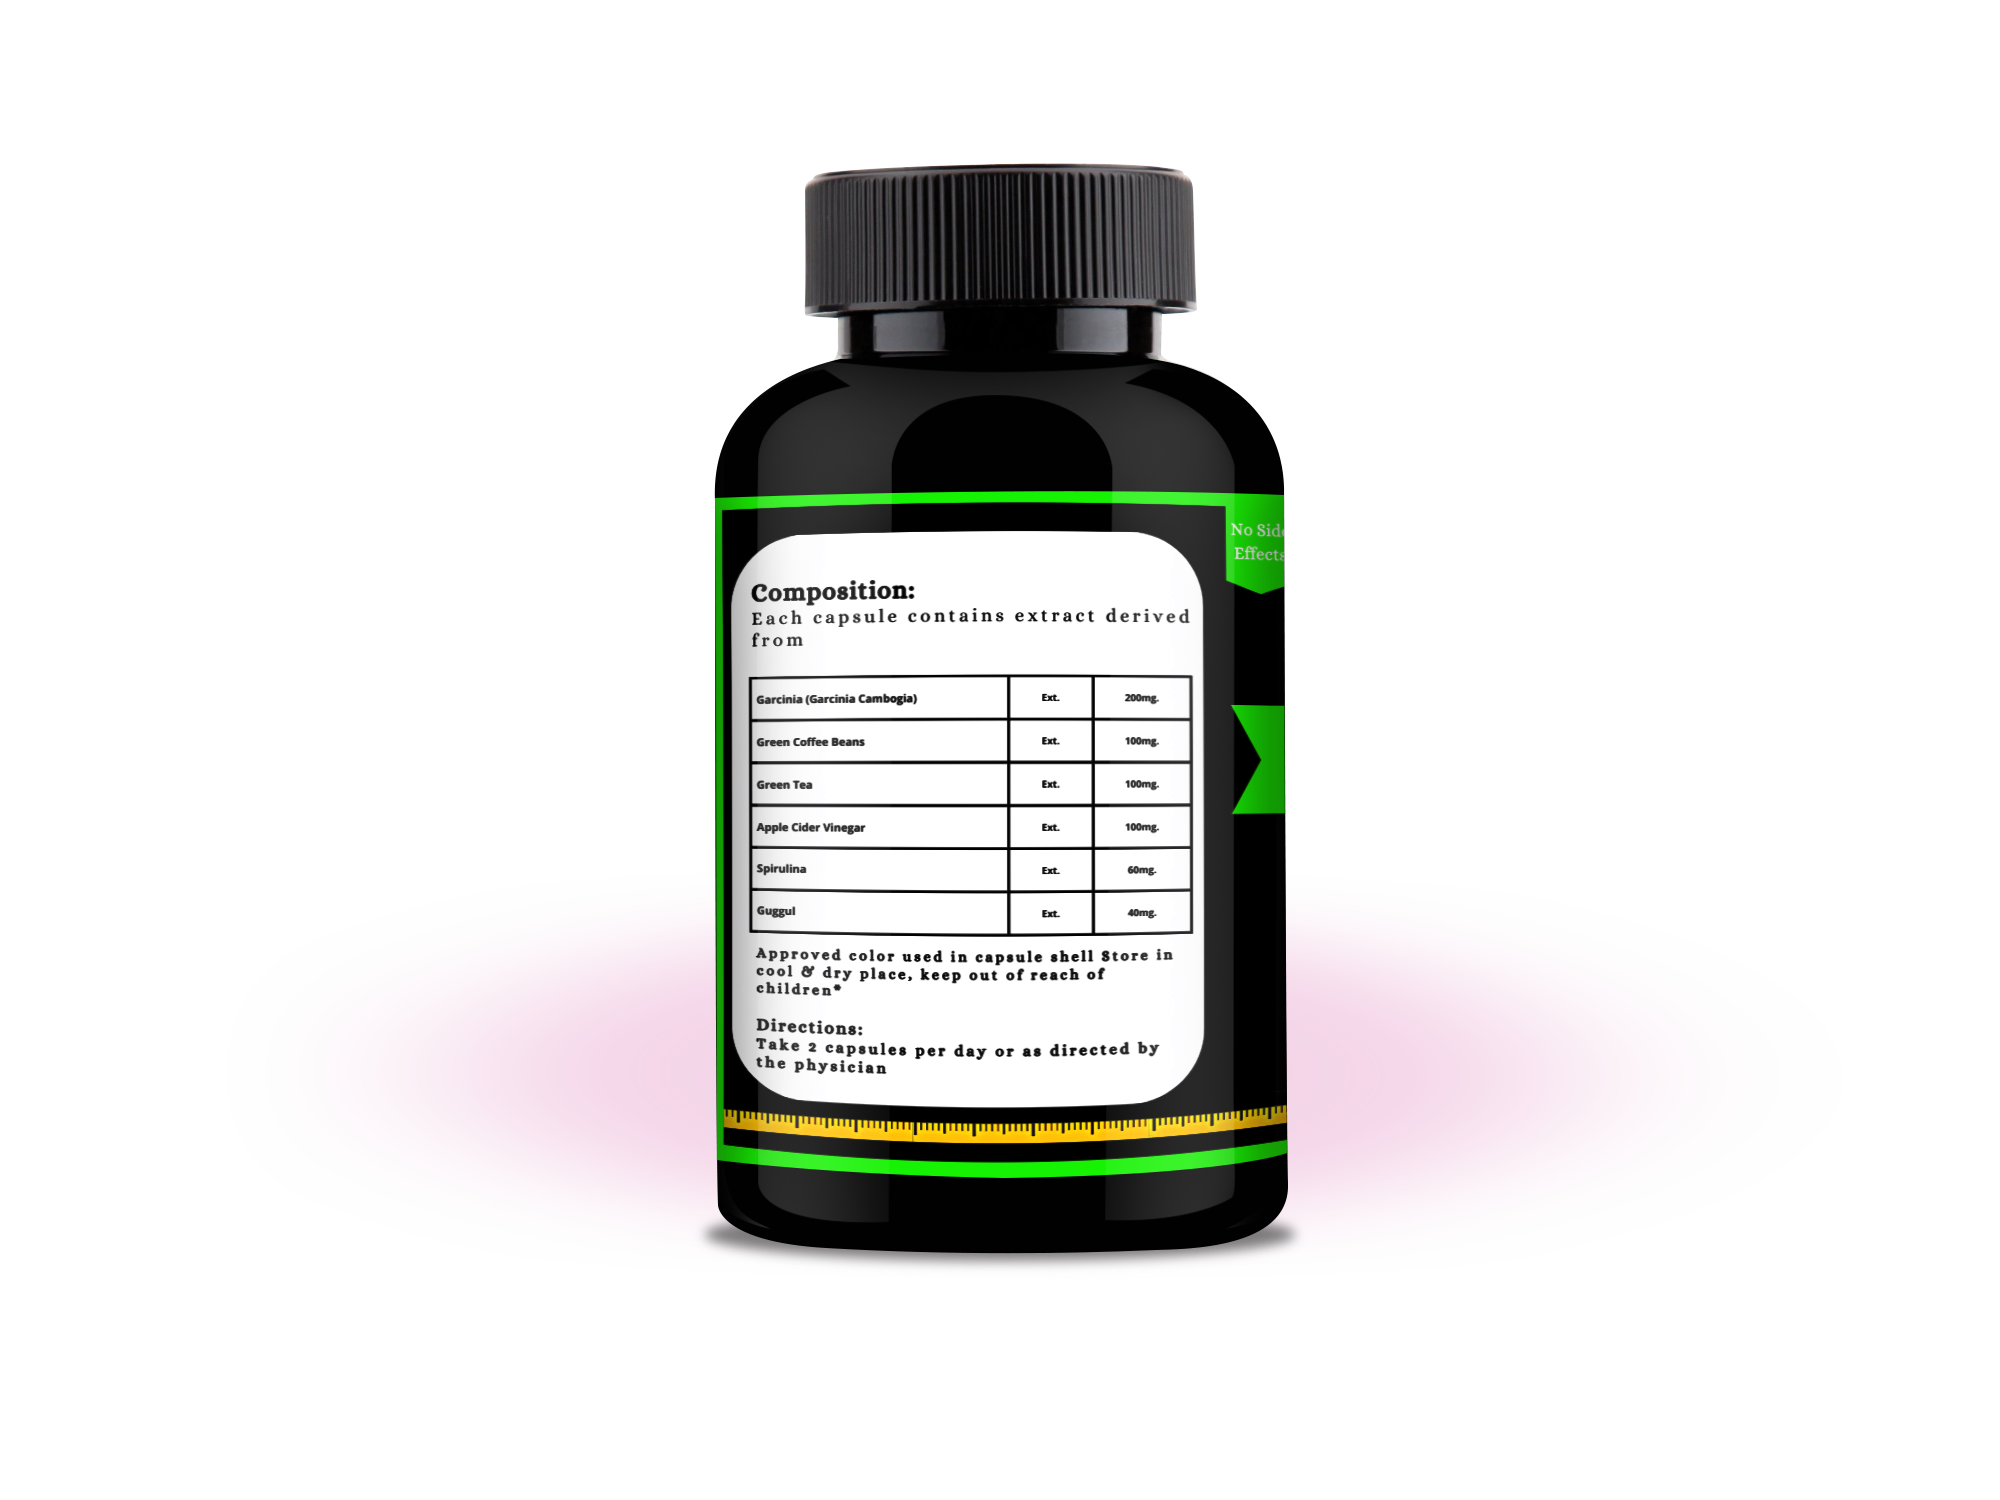 No Side
Effects
Composition:
Each capsule contains extract derived
from
Garcinia (Garcinia Cambogia) Ext. 200mg.
Green Coffee Beans Ext. 100mg.
Green Tea Ext. 100mg.
Apple Cider Vinegar Ext. 100mg.
Spirulina Ext. 60mg.
Guggul Ext. 40mg.
Approved color used in capsule shell Store in
cool & dry place, keep out of reach of
children*
Directions:
Take 2 capsules per day or as directed by
the physician